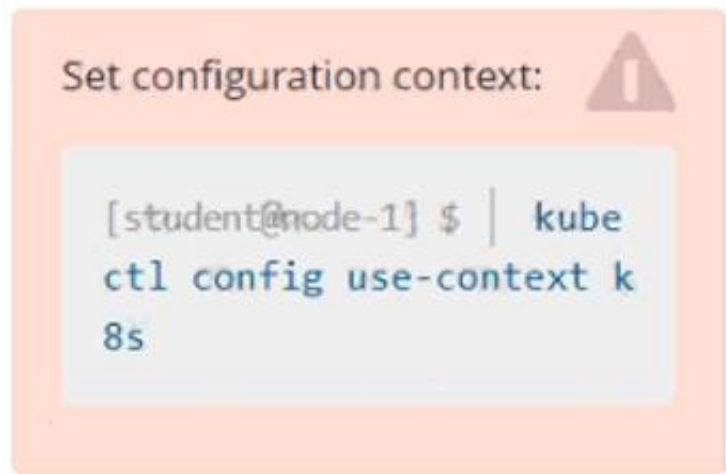 Set configuration context:
[student@node-1] $ | kube
ctl config use-context k
8s